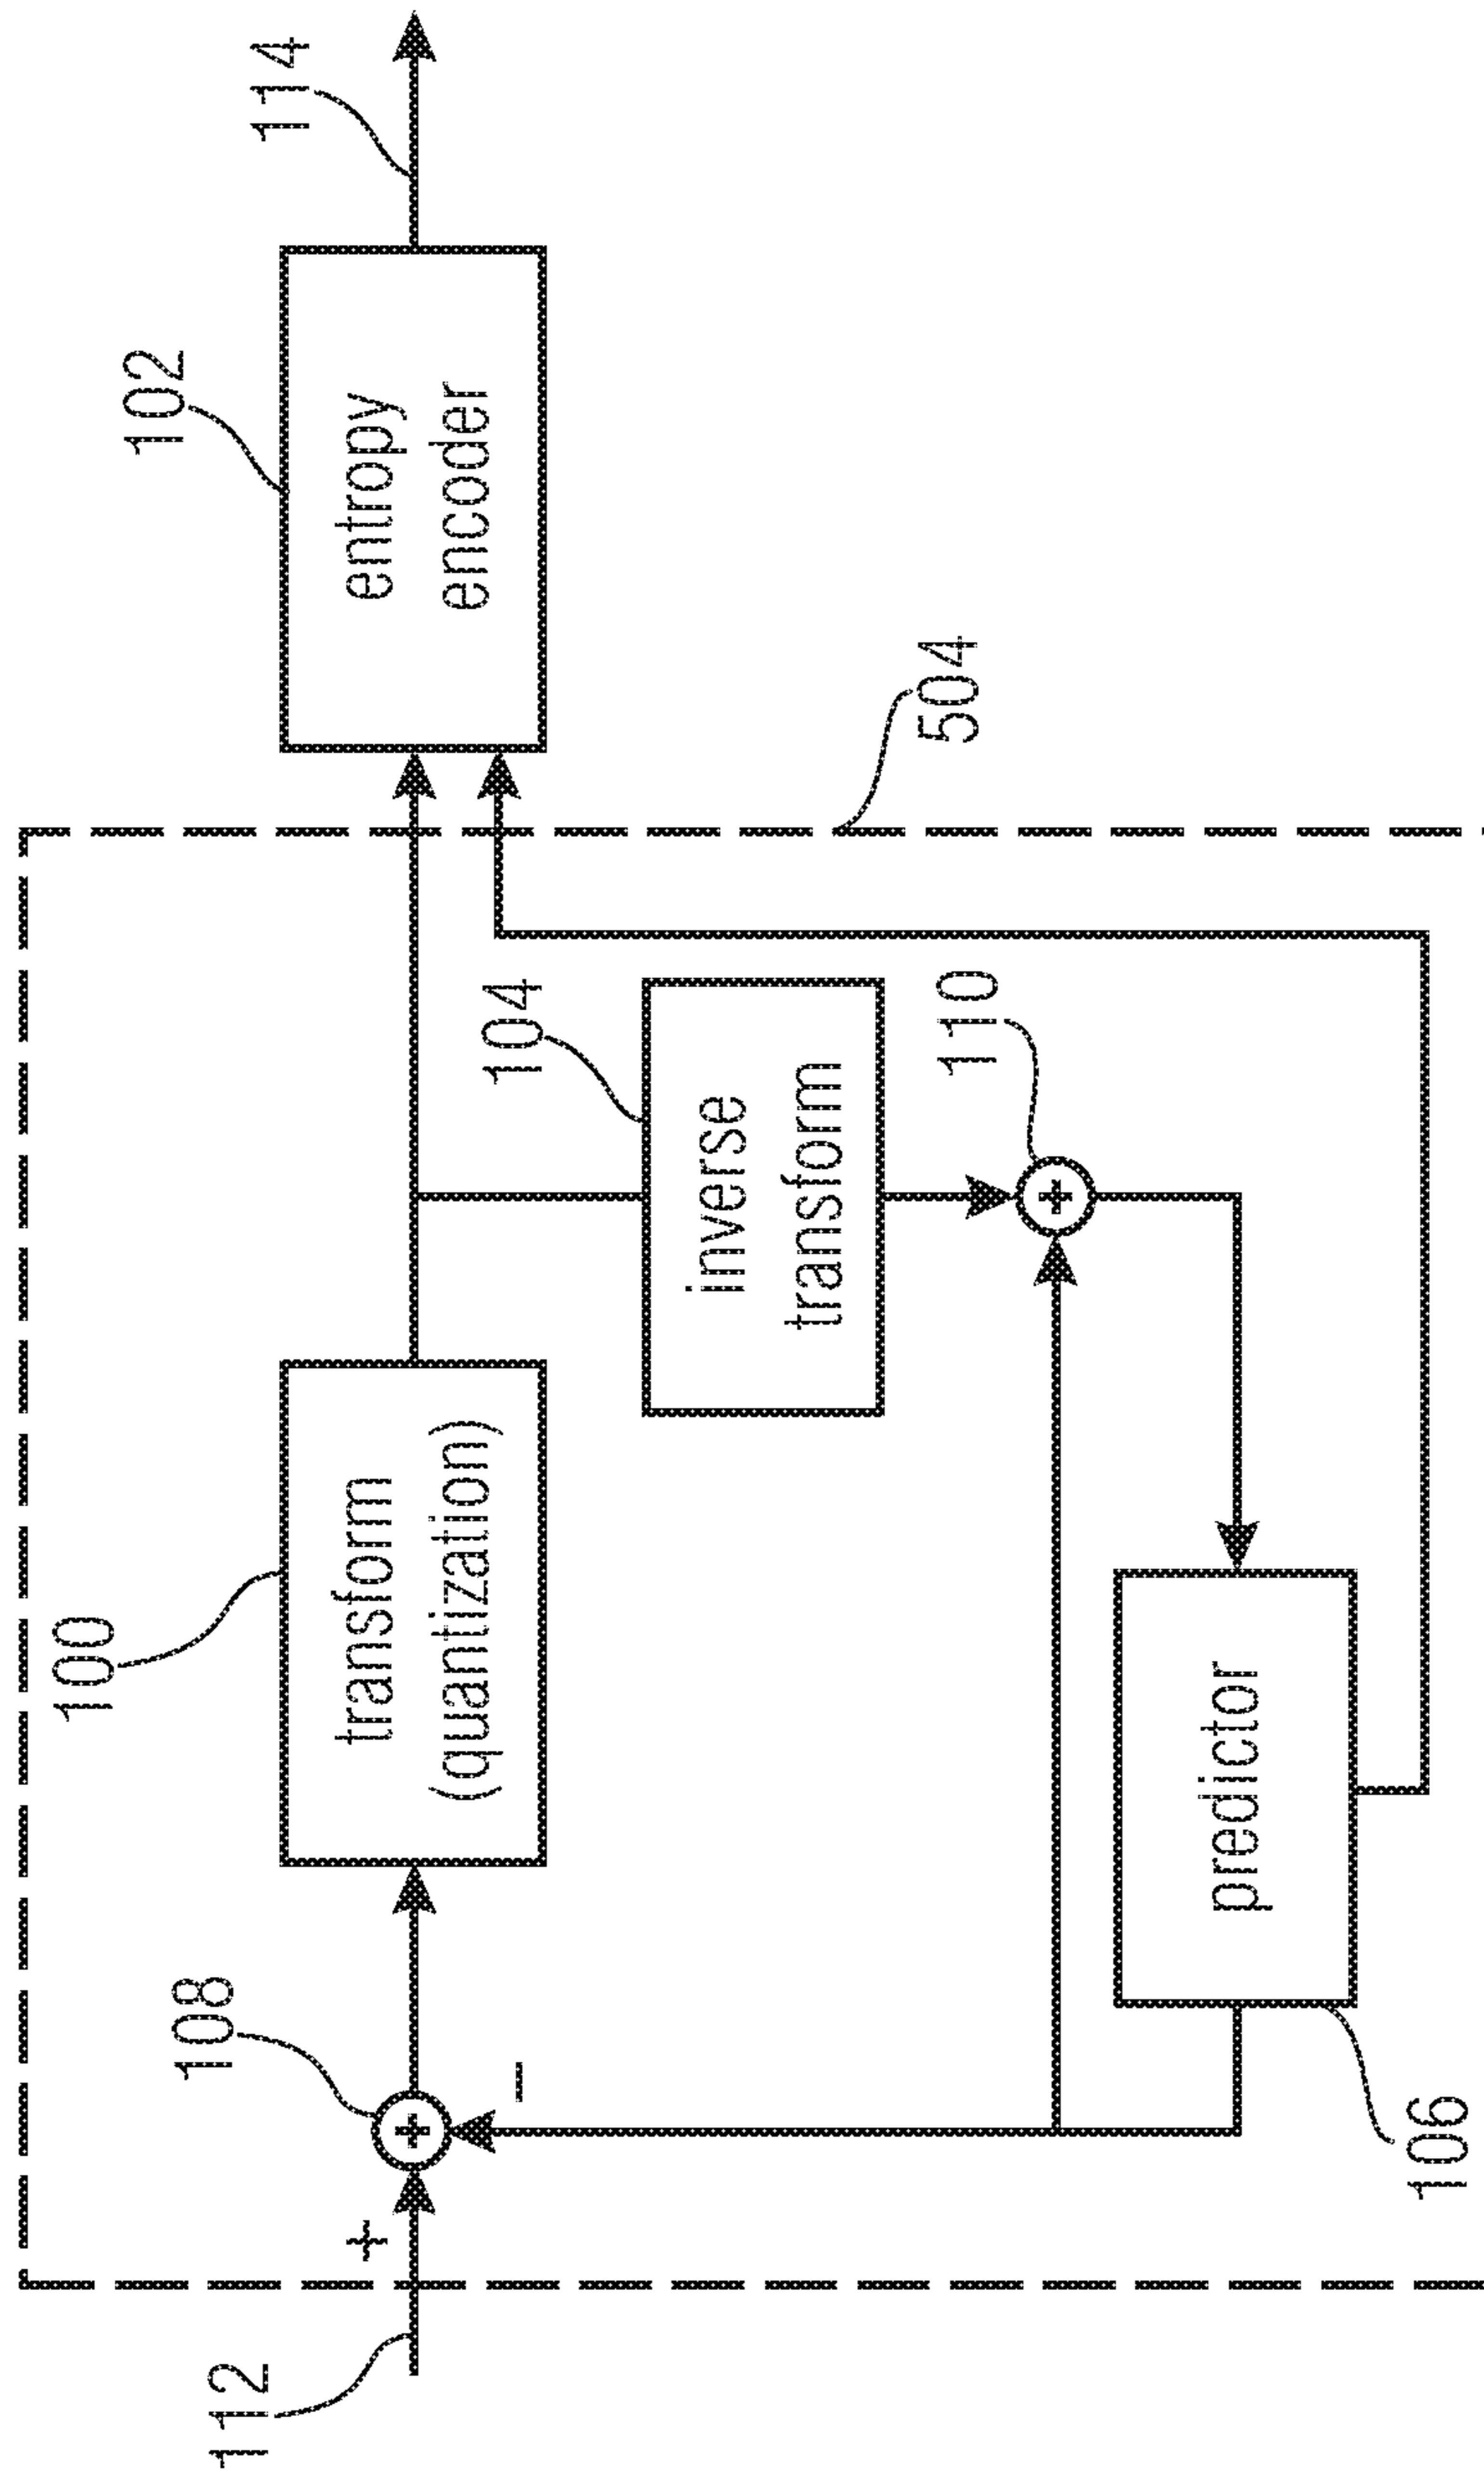 112
+
108
+
−
100
transform
(quantization)
104
inverse
transform
110
+
106
predictor
504
102
entropy
encoder
114